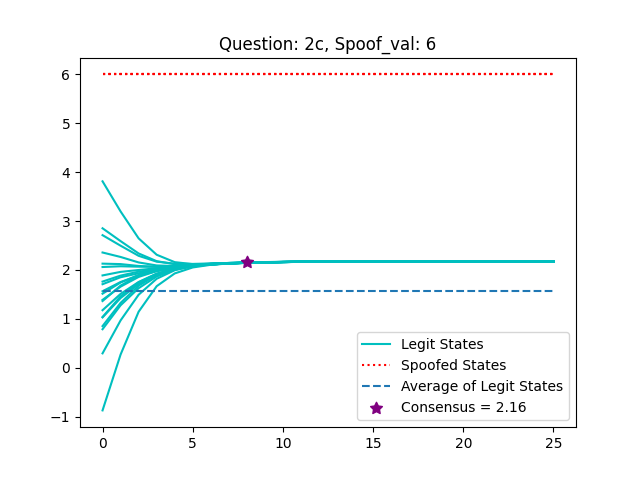 Question: 2c, Spoof_val: 6
6
5
4
3
2
1
0
−1
0
5
10
15
20
25
Legit States
Spoofed States
Average of Legit States
Consensus = 2.16